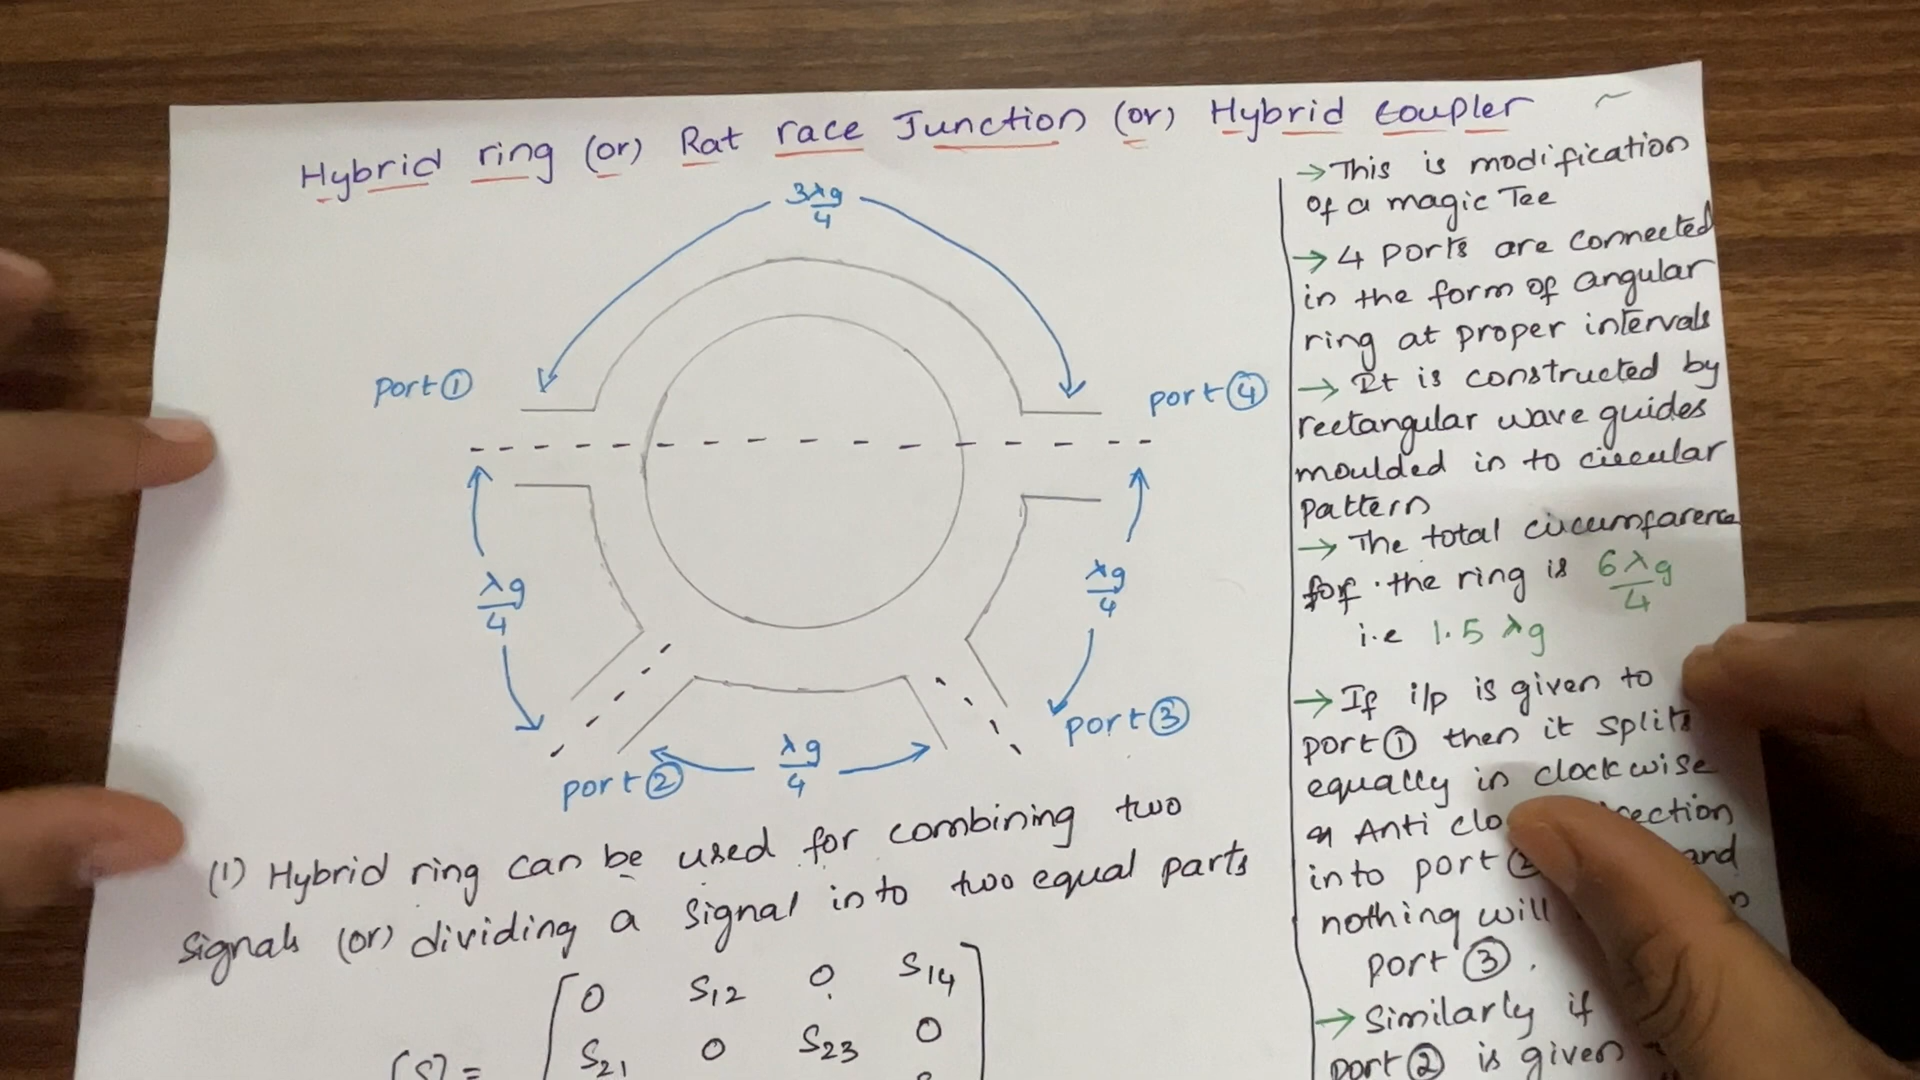 Hybrid ring (or) Rat race Junction (or) Hybrid coupler
3λg
4
port ①
port ④
λg
4
λg
4
port ③
λg
4
port ②
(1) Hybrid ring can be used for combining two
signals (or) dividing a signal in to two equal parts
0 S12 0 S14
[S] = S21 0 S23 0
→ This is modification
of a magic Tee
→ 4 ports are connected
in the form of angular
ring at proper intervals
→ It is constructed by
rectangular wave guides
moulded in to circular
pattern
→ The total circumfarence
for the ring is 6λg
4
i.e 1.5 λg
→ If i/p is given to
port ① then it splits
equally in clockwise
Anti
into port ② and
nothing will
port ③.
→ Similarly if
port ② is given